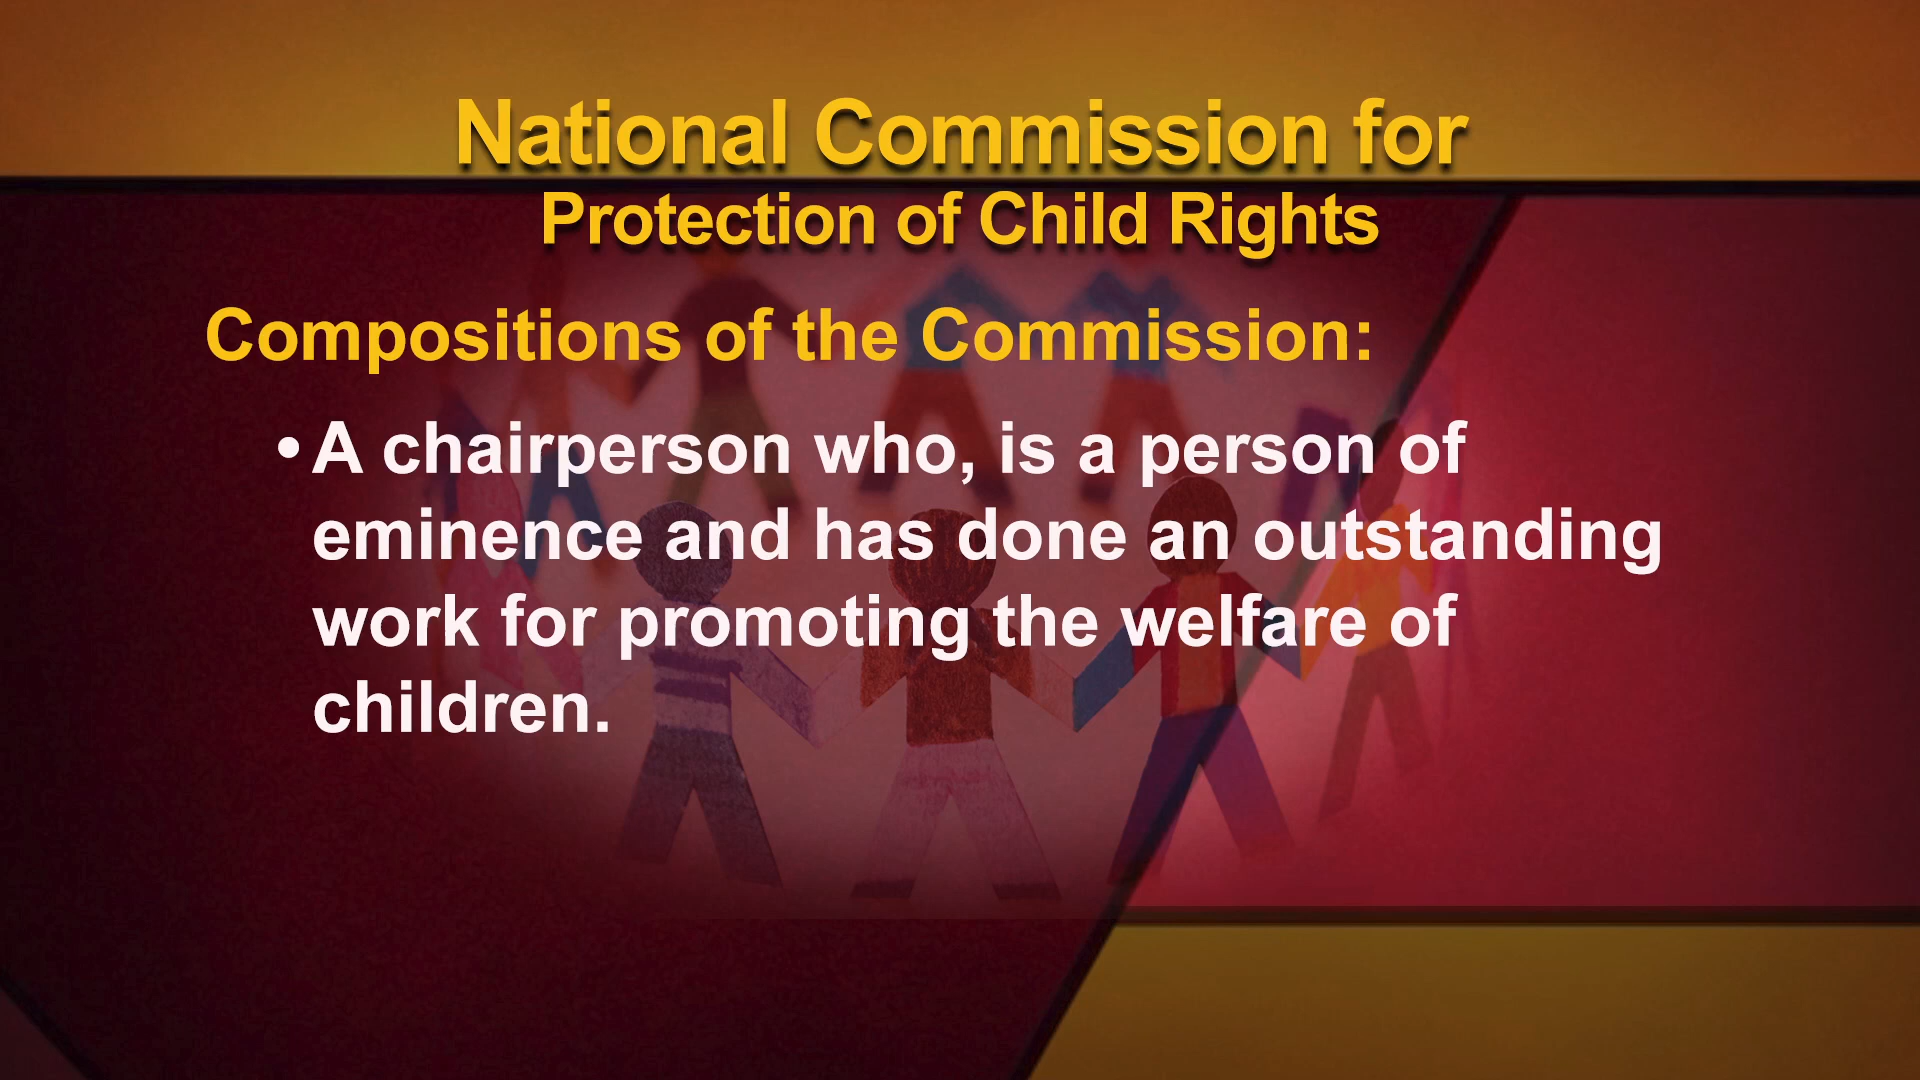 National Commission for
Protection of Child Rights
Compositions of the Commission:
• A chairperson who, is a person of
eminence and has done an outstanding
work for promoting the welfare of
children.